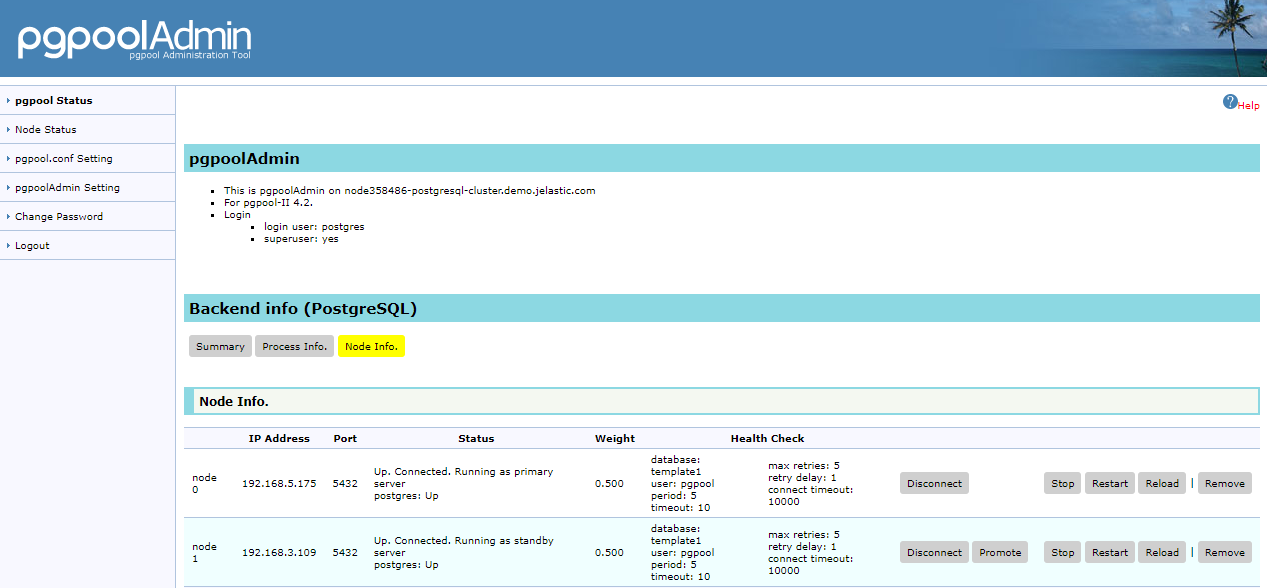 pgpoolAdmin
pgpool Administration Tool
pgpool Status
Node Status
pgpool.conf Setting
pgpoolAdmin Setting
Change Password
Logout
? Help
pgpoolAdmin
This is pgpoolAdmin on node358486-postgresql-cluster.demo.jelastic.com
For pgpool-II 4.2.
Login
login user: postgres
superuser: yes
Backend info (PostgreSQL)
Summary Process Info. Node Info.
Node Info.
IP Address Port Status Weight Health Check
node
0
192.168.5.175
5432
Up. Connected. Running as primary
server
postgres: Up
0.500
database:
template1
user: pgpool
period: 5
timeout: 10
max retries: 5
retry delay: 1
connect timeout:
10000
Disconnect Stop Restart Reload | Remove
node
1
192.168.3.109
5432
Up. Connected. Running as standby
server
postgres: Up
0.500
database:
template1
user: pgpool
period: 5
timeout: 10
max retries: 5
retry delay: 1
connect timeout:
10000
Disconnect Promote Stop Restart Reload | Remove